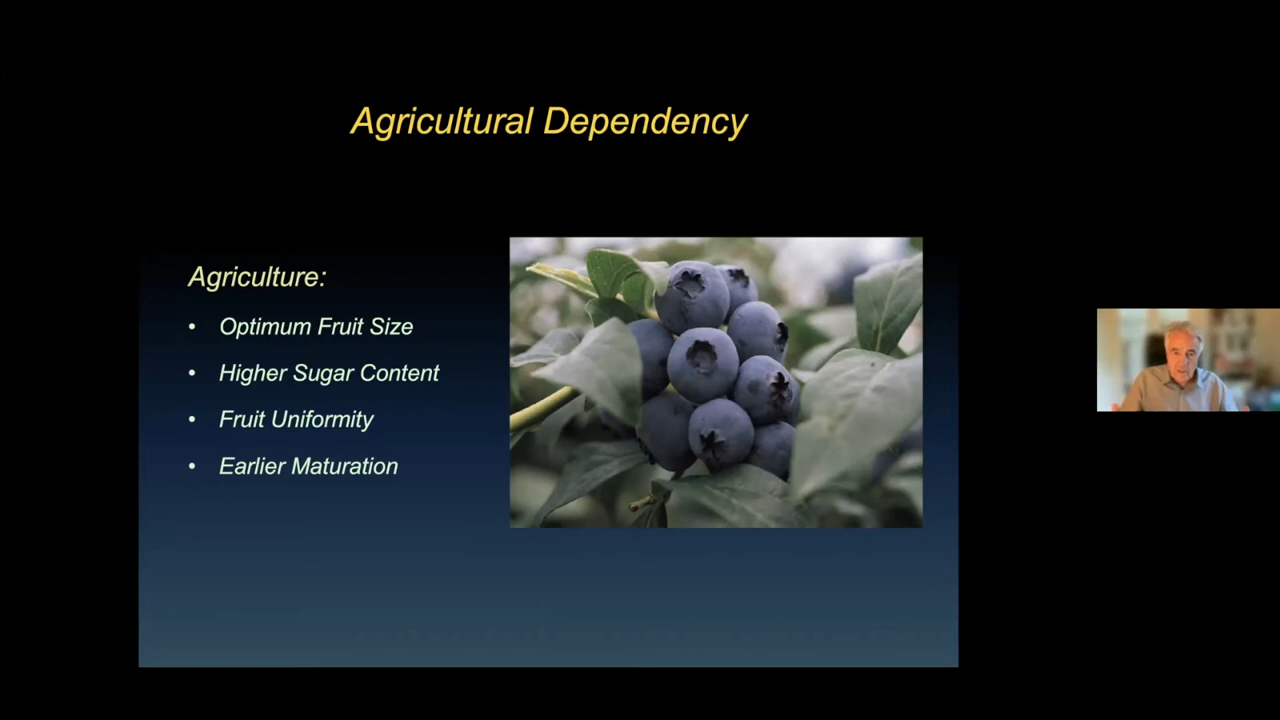 Agricultural Dependency
Agriculture:
• Optimum Fruit Size
• Higher Sugar Content
• Fruit Uniformity
• Earlier Maturation